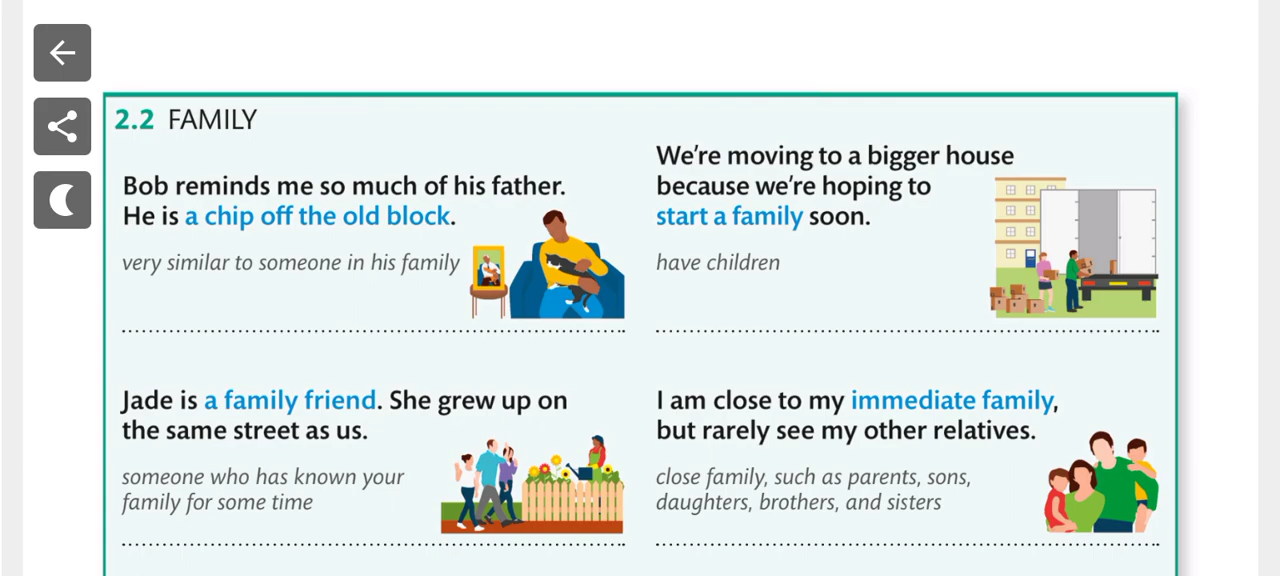 2.2 FAMILY
Bob reminds me so much of his father.
He is a chip off the old block.
very similar to someone in his family
We're moving to a bigger house
because we're hoping to
start a family soon.
have children
Jade is a family friend. She grew up on
the same street as us.
someone who has known your
family for some time
I am close to my immediate family,
but rarely see my other relatives.
close family, such as parents, sons,
daughters, brothers, and sisters